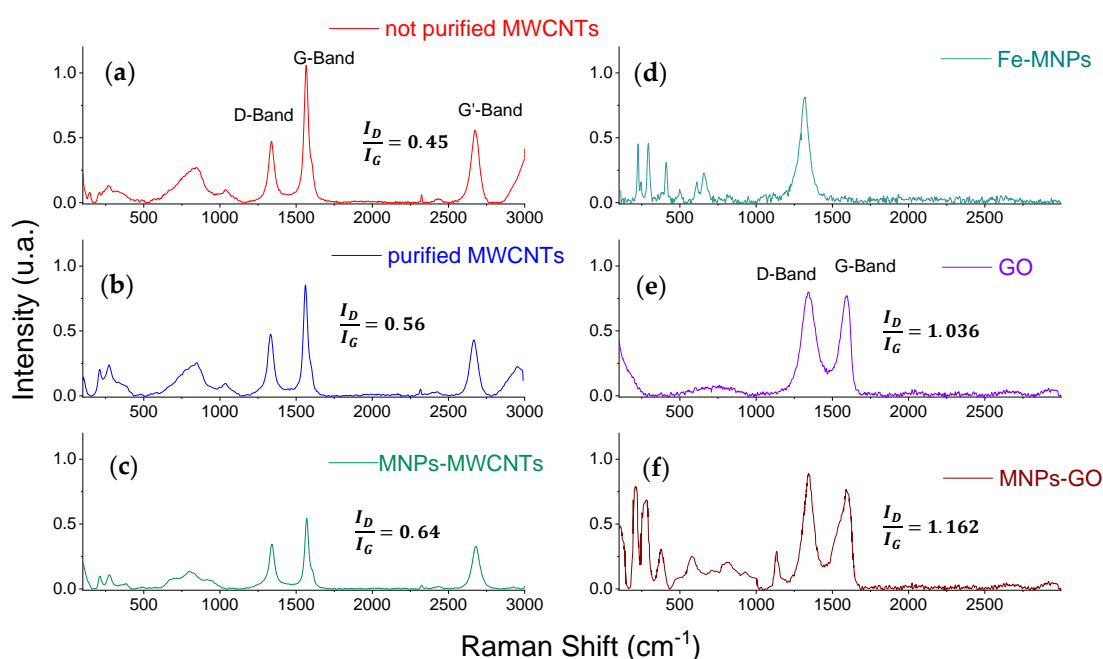 not purified MWCNTs
(a)
D-Band
G-Band
G'-Band
I_D/I_G = 0.45
0.0
0.5
1.0
500 1000 1500 2000 2500 3000
Fe-MNPs
(d)
0.0
0.5
1.0
500 1000 1500 2000 2500
purified MWCNTs
(b)
I_D/I_G = 0.56
0.0
0.5
1.0
500 1000 1500 2000 2500 3000
GO
D-Band
G-Band
(e)
I_D/I_G = 1.036
0.0
0.5
1.0
500 1000 1500 2000 2500
MNPs-MWCNTs
(c)
I_D/I_G = 0.64
0.0
0.5
1.0
500 1000 1500 2000 2500 3000
MNPs-GO
(f)
I_D/I_G = 1.162
0.0
0.5
1.0
500 1000 1500 2000 2500
Intensity (u.a.)
Raman Shift (cm⁻¹)